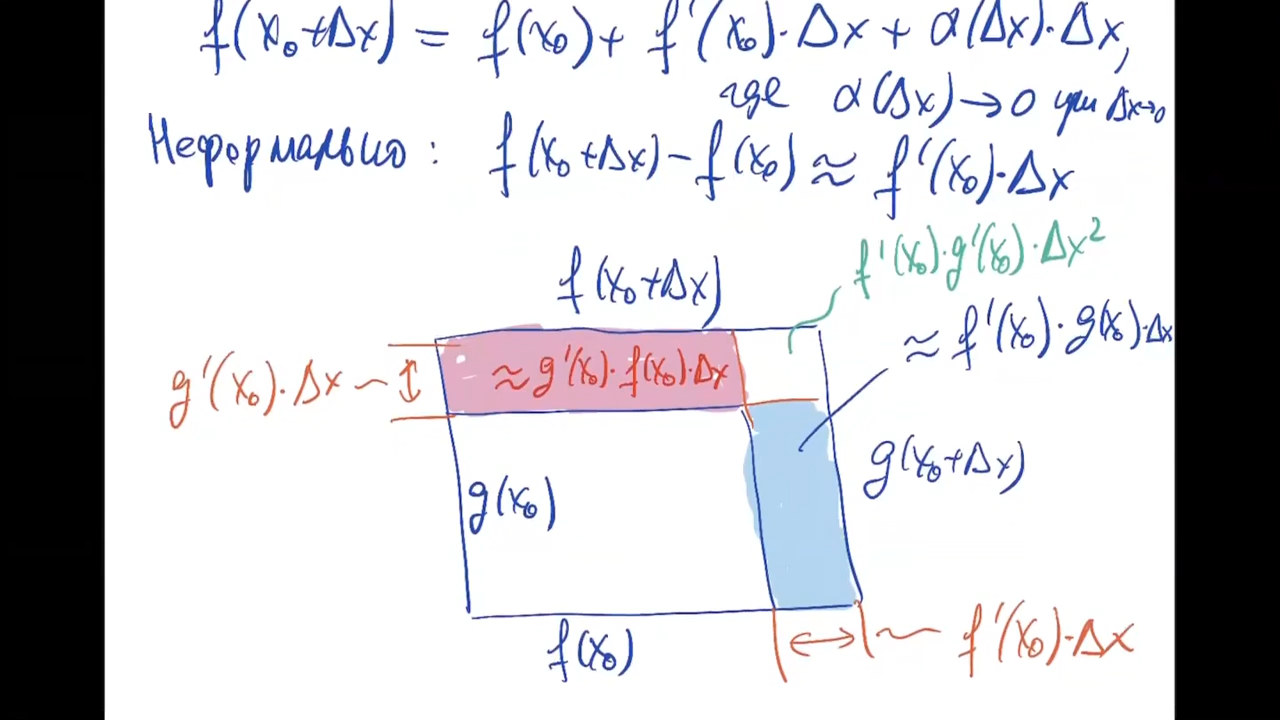 f(x₀+Δx) = f(x₀) + f'(x₀)·Δx + α(Δx)·Δx,
где α(Δx)→0 при Δx→0
Неформально: f(x₀+Δx) − f(x₀) ≈ f'(x₀)·Δx
f'(x₀)·g'(x₀)·Δx²
f(x₀+Δx)
≈ f'(x₀)·g(x₀)·Δx
g'(x₀)·Δx
≈ g'(x₀)·f(x₀)·Δx
g(x₀+Δx)
g(x₀)
f'(x₀)·Δx
f(x₀)